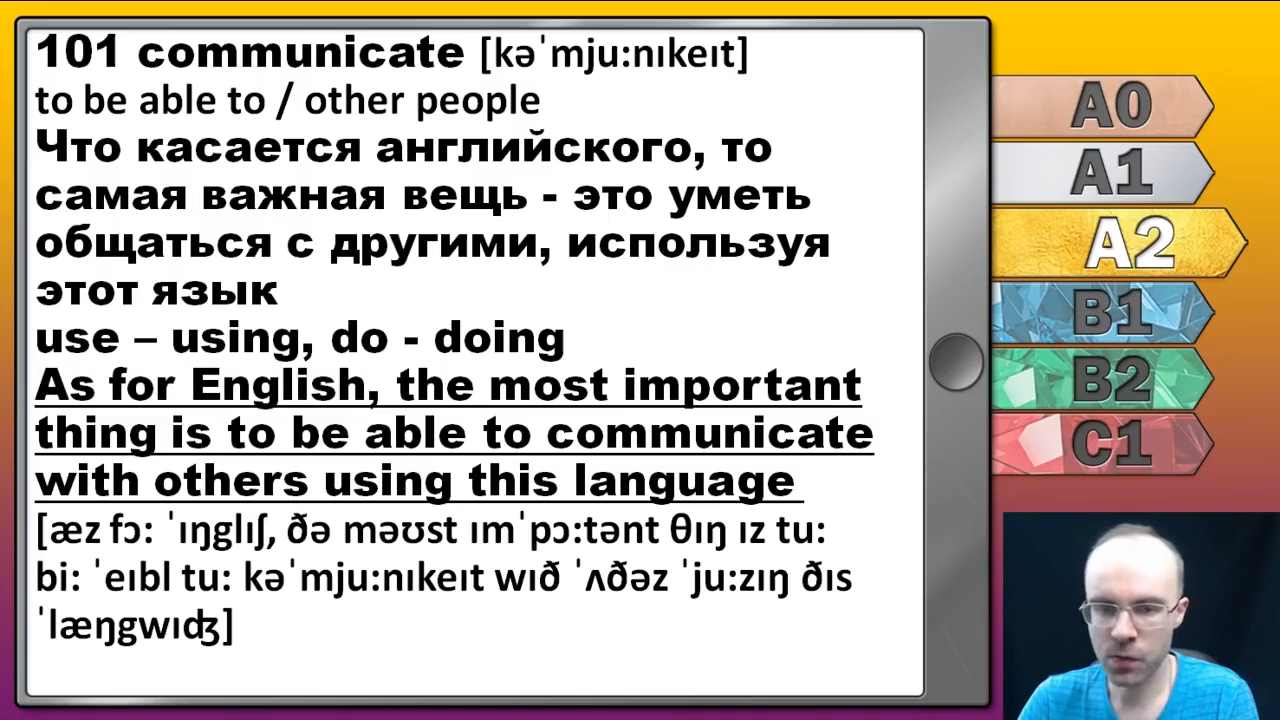 101 communicate [kəˈmju:nɪkeɪt]
to be able to / other people
Что касается английского, то
самая важная вещь - это уметь
общаться с другими, используя
этот язык
use – using, do - doing
As for English, the most important
thing is to be able to communicate
with others using this language
[æz fɔ: ˈɪŋglɪʃ, ðə məʊst ɪmˈpɔ:tənt θɪŋ ɪz tu:
bi: ˈeɪbl tu: kəˈmju:nɪkeɪt wɪð ˈʌðəz ˈju:zɪŋ ðɪs
ˈlæŋgwɪʤ]
A0
A1
A2
B1
B2
C1